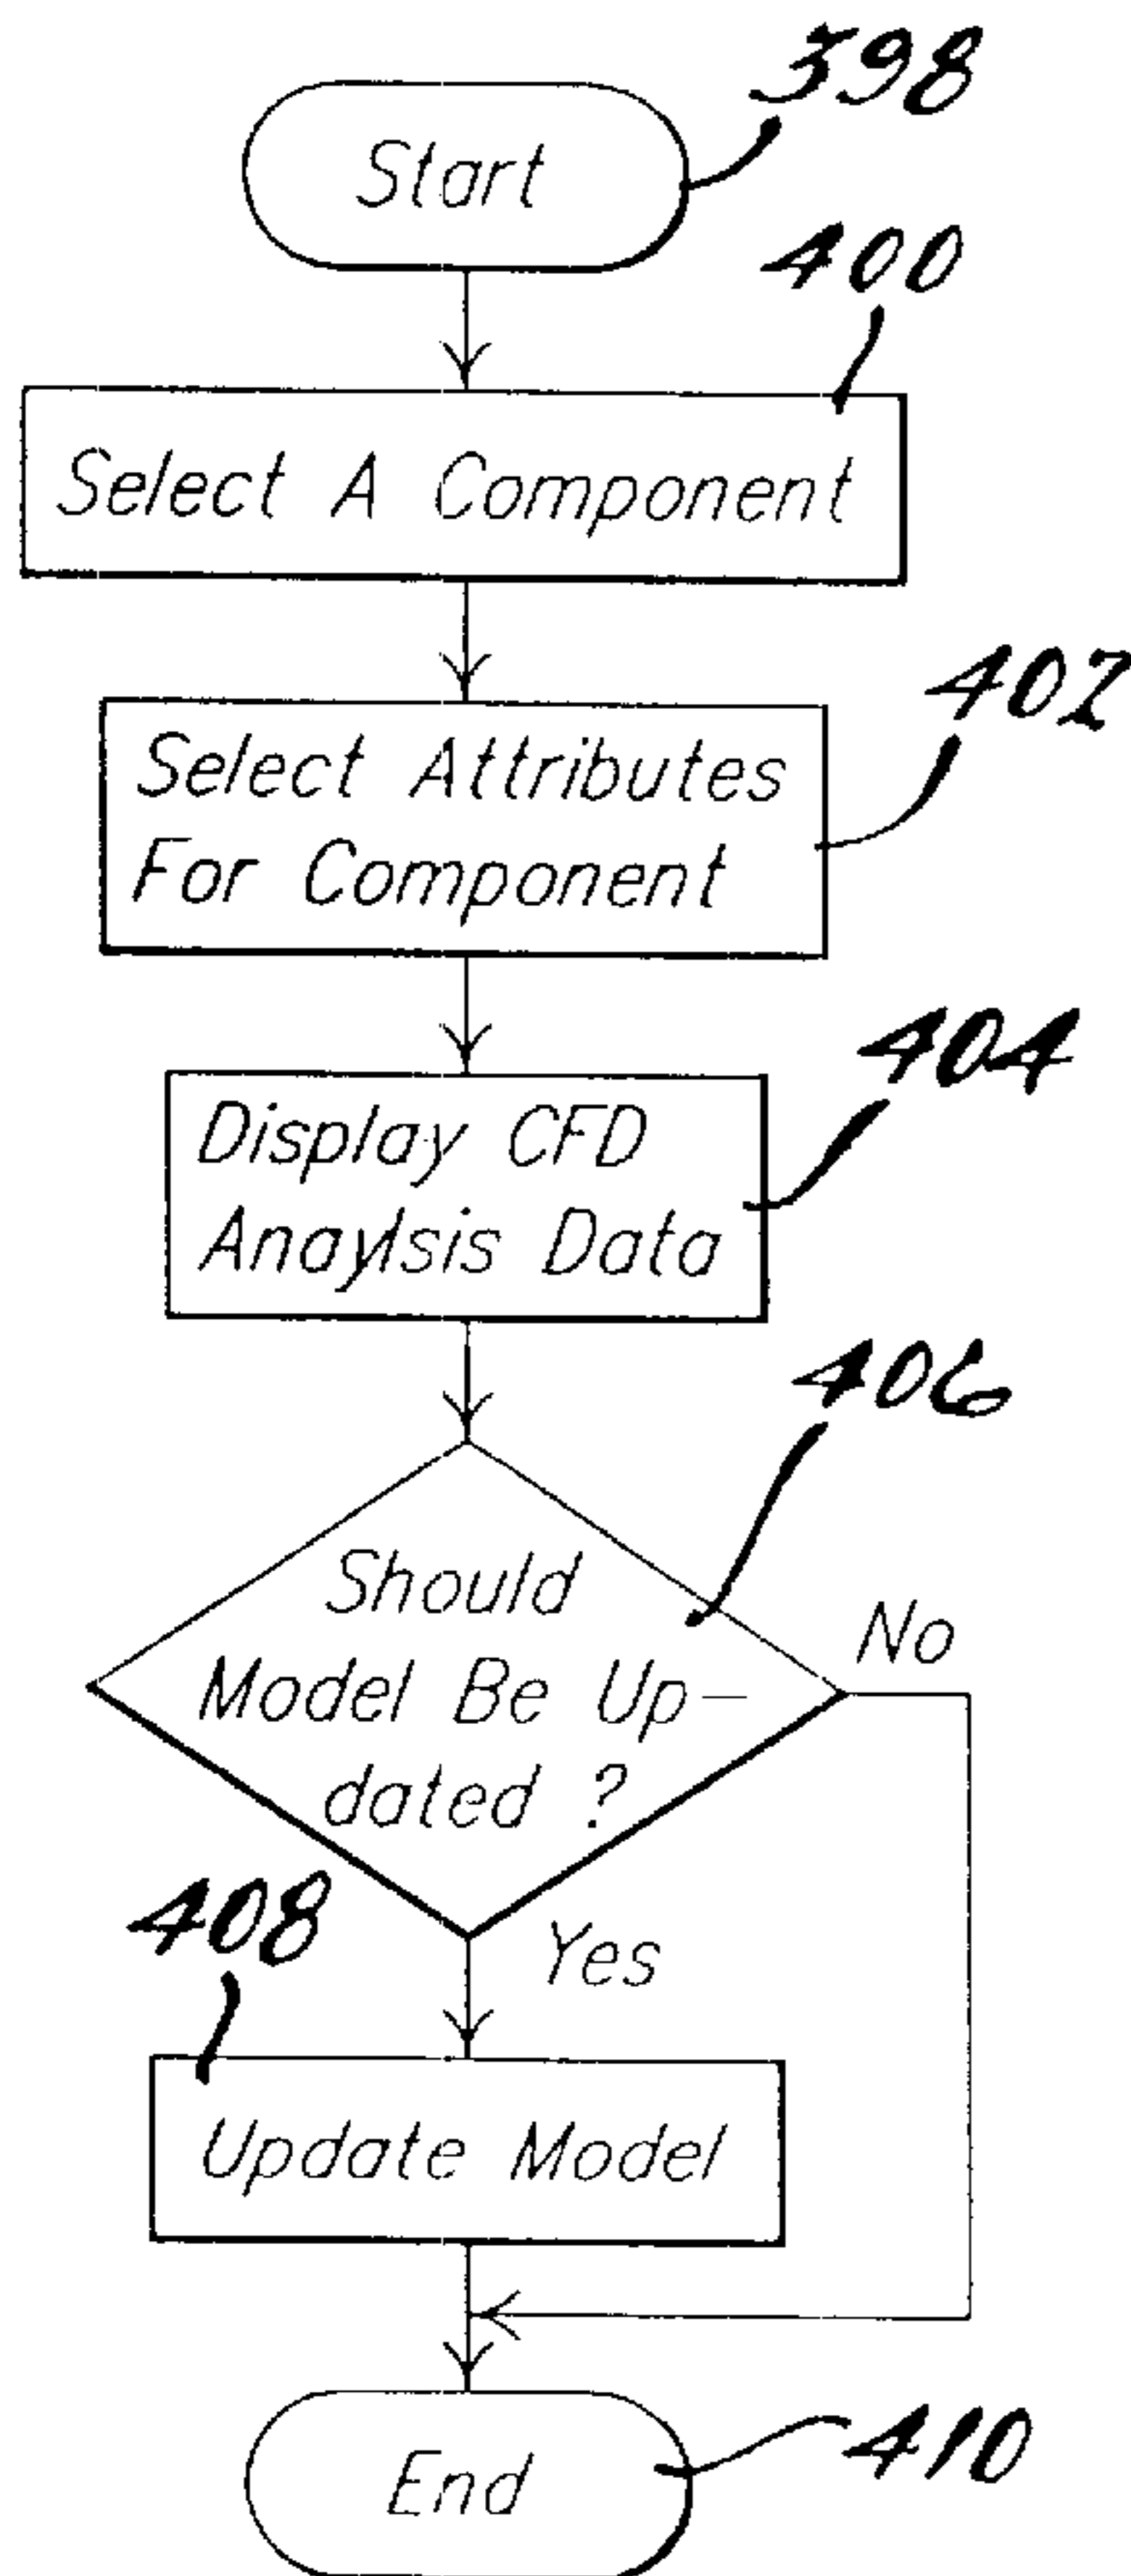 398
Start
400
Select A Component
402
Select Attributes
For Component
404
Display CFD
Anaylsis Data
406
Should
Model Be Up-
dated ?
No
Yes
408
Update Model
End
410